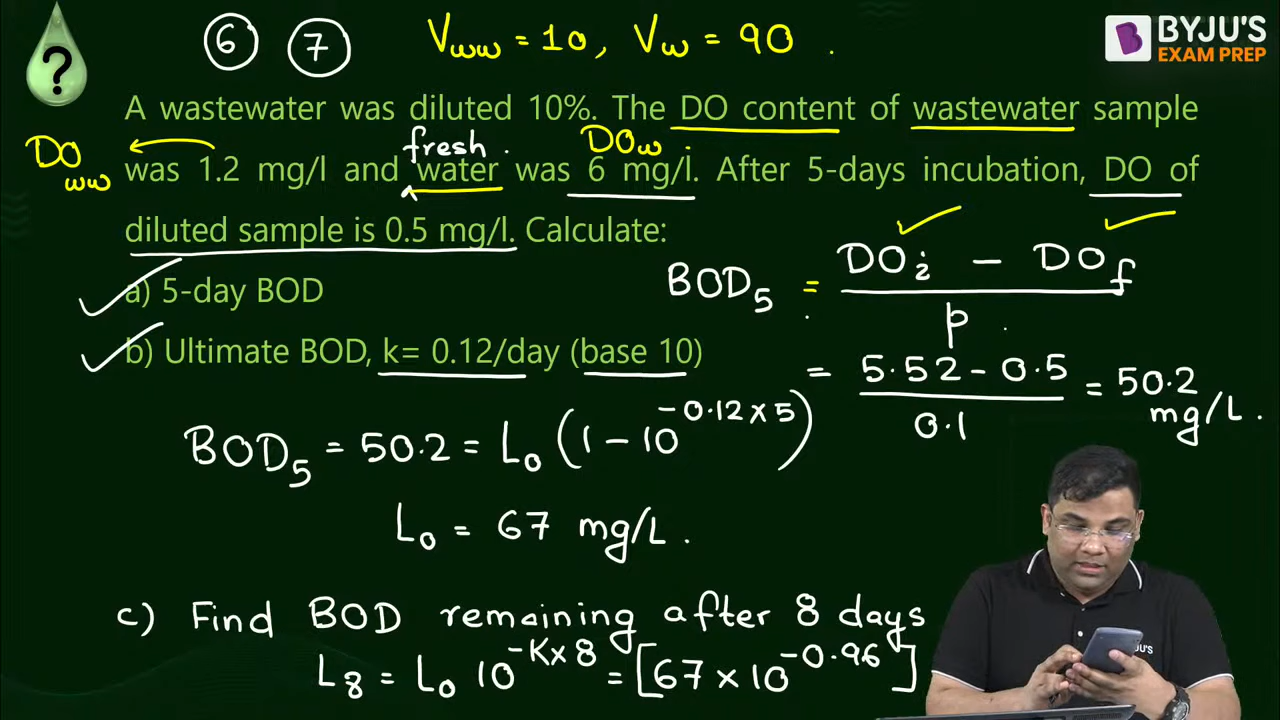 ⑥ ⑦ Vww = 10, Vw = 90 .
BYJU'S
EXAM PREP
?
A wastewater was diluted 10%. The DO content of wastewater sample
DOww fresh . DOw
was 1.2 mg/l and water was 6 mg/l. After 5-days incubation, DO of
diluted sample is 0.5 mg/l. Calculate:
BOD5 = DOi - DOf / p
a) 5-day BOD
b) Ultimate BOD, k= 0.12/day (base 10)
= 5.52 - 0.5 / 0.1 = 50.2 mg/L.
BOD5 = 50.2 = L0 (1 - 10^-0.12×5)
L0 = 67 mg/L.
c) Find BOD remaining after 8 days
L8 = L0 10^-K×8 = [67 × 10^-0.96]
BYJU'S